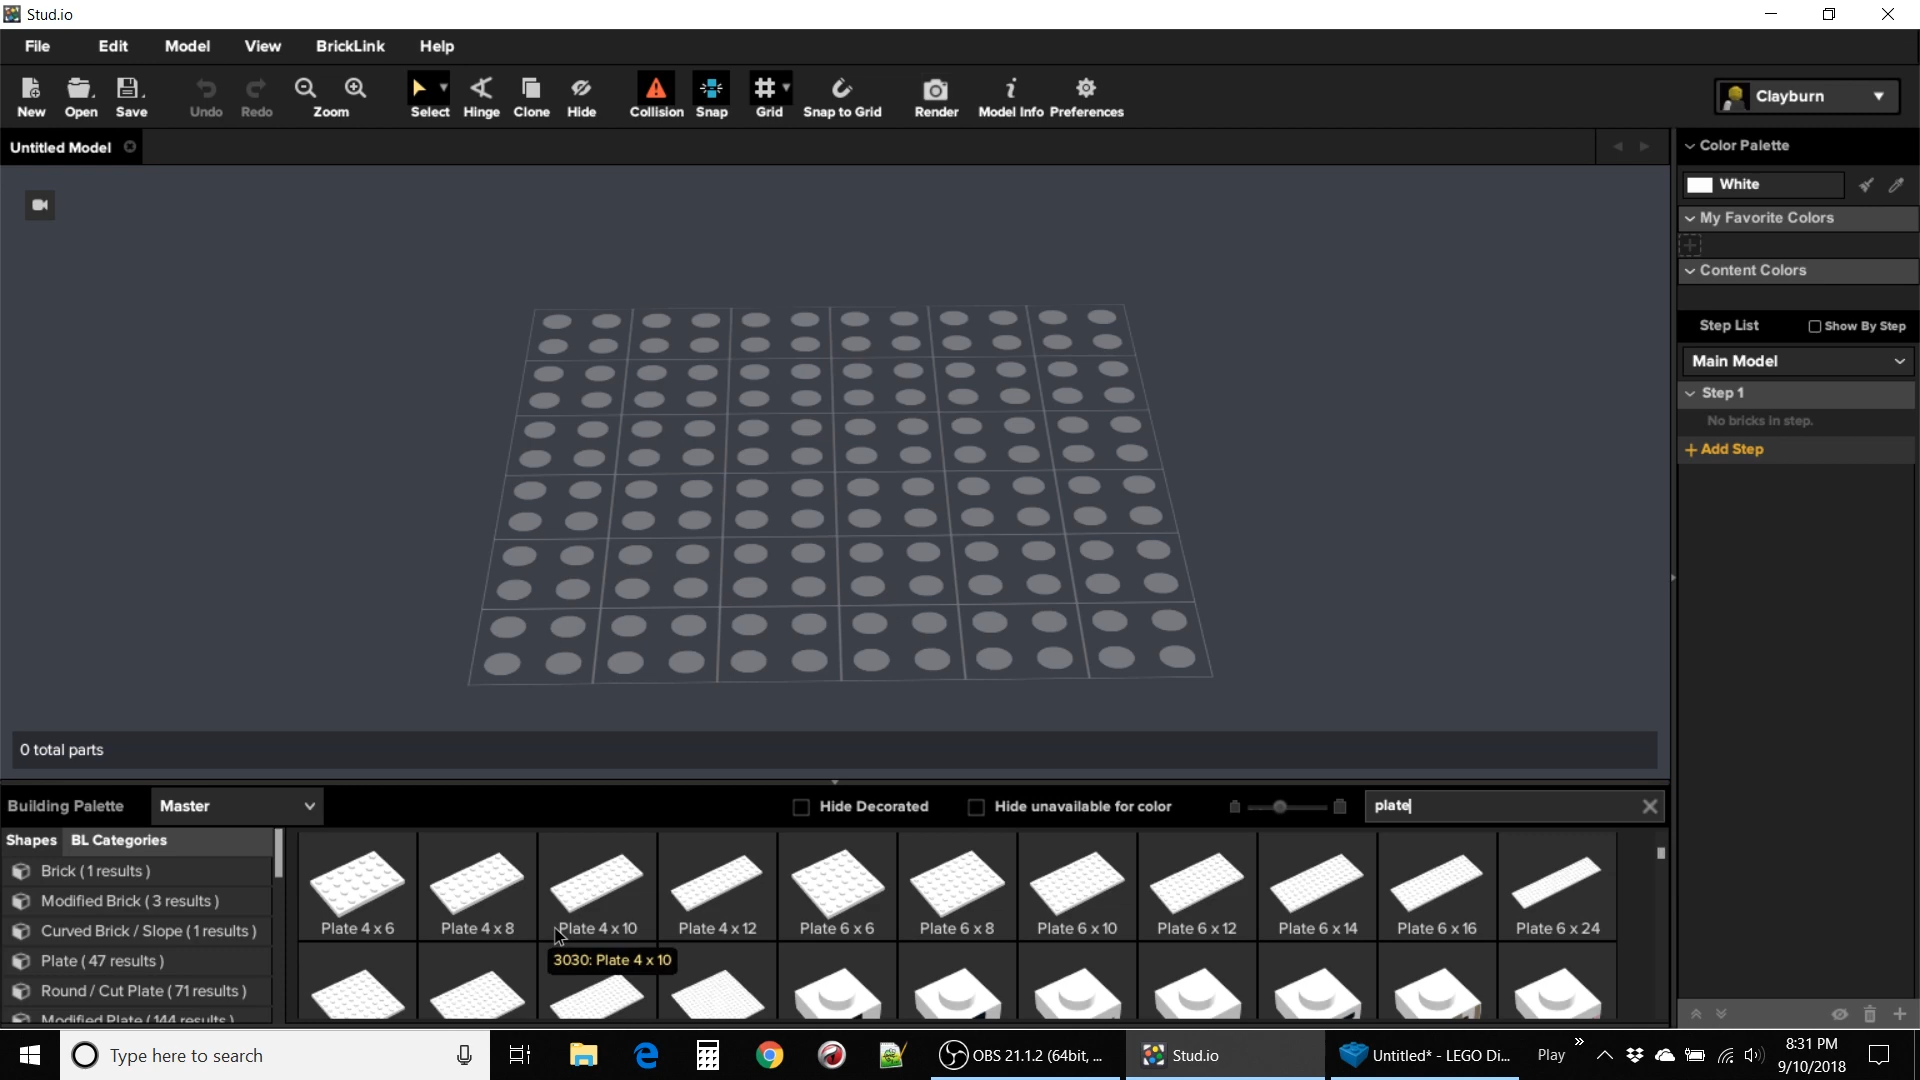 Stud.io
File Edit Model View BrickLink Help
New Open Save Undo Redo Zoom Select Hinge Clone Hide Collision Snap Grid Snap to Grid Render Model Info Preferences
Clayburn
Untitled Model
Color Palette
White
My Favorite Colors
Content Colors
Step List Show By Step
Main Model
Step 1
No bricks in step.
+ Add Step
0 total parts
Building Palette Master Hide Decorated Hide unavailable for color plate
Shapes BL Categories
Brick ( 1 results )
Modified Brick ( 3 results )
Curved Brick / Slope ( 1 results )
Plate ( 47 results )
Round / Cut Plate ( 71 results )
Modified Plate ( 144 results )
Plate 4 x 6 Plate 4 x 8 Plate 4 x 10 Plate 4 x 12 Plate 6 x 6 Plate 6 x 8 Plate 6 x 10 Plate 6 x 12 Plate 6 x 14 Plate 6 x 16 Plate 6 x 24
3030: Plate 4 x 10
Type here to search
OBS 21.1.2 (64bit, ...
Stud.io
Untitled* - LEGO Di...
Play
8:31 PM
9/10/2018